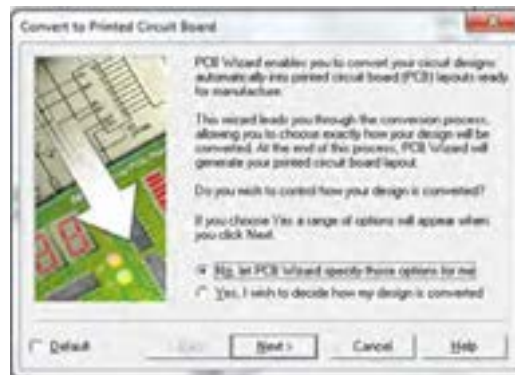 Convert to Printed Circuit Board
PCB Wizard enables you to convert your circuit designs
automatically into printed circuit board (PCB) layouts ready
for manufacture.
This wizard leads you through the conversion process,
allowing you to choose exactly how your design will be
converted. At the end of this process, PCB Wizard will
generate your printed circuit board layout.
Do you wish to control how your design is converted?
If you choose Yes a range of options will appear when
you click Next.
No, let PCB Wizard specify those options for me
Yes, I wish to decide how my design is converted
Default
Next >
Cancel
Help